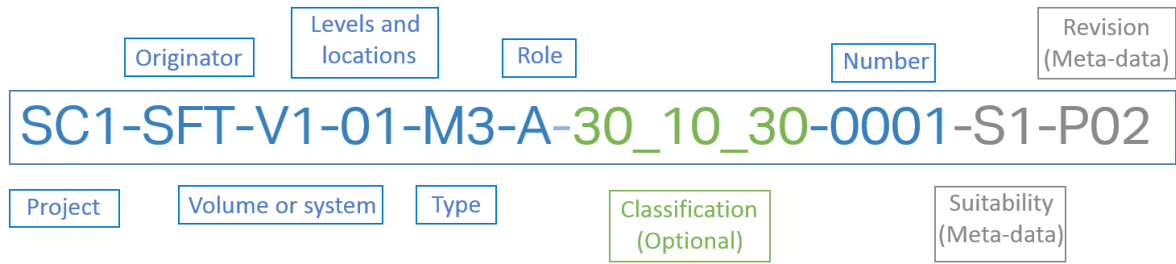 Levels and
locations
Revision
(Meta-data)
Originator
Role
Number
SC1-SFT-V1-01-M3-A-30_10_30-0001-S1-P02
Project
Volume or system
Type
Classification
(Optional)
Suitability
(Meta-data)